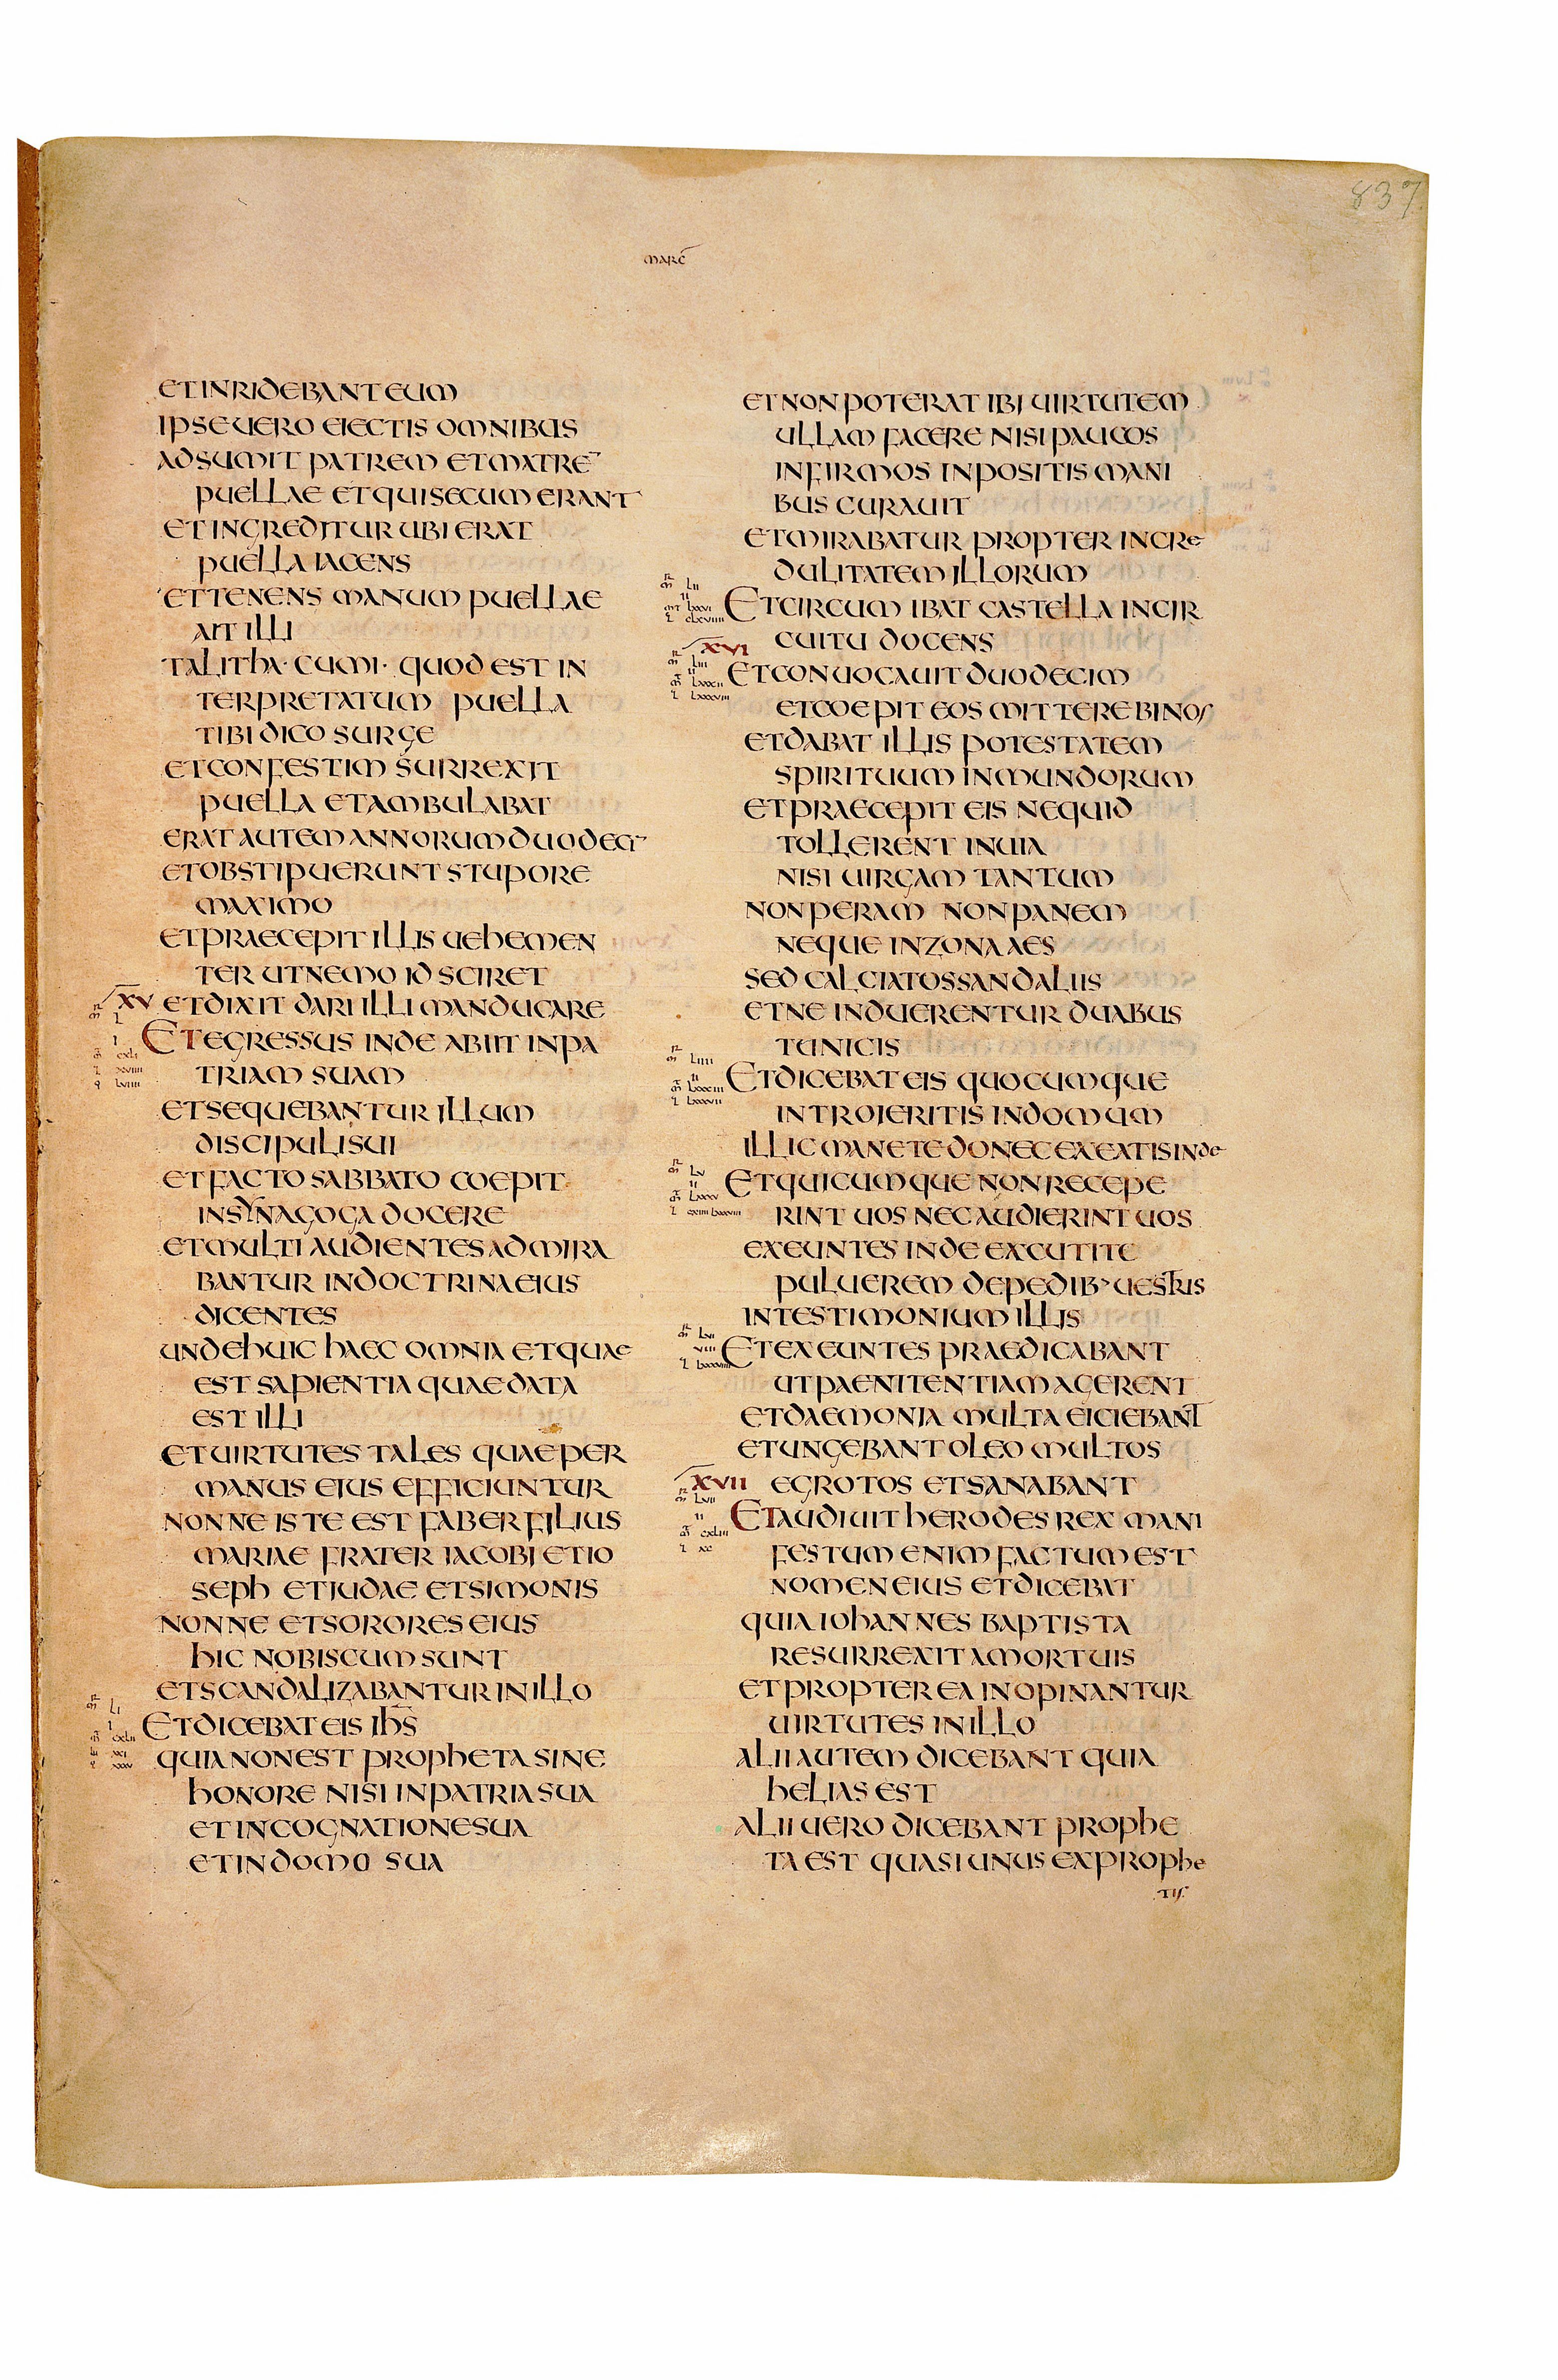 837
MARC̄
ET INRIDEBANT EUM
IPSE UERO EIECTIS OMNIBUS
ADSUMIT PATREM ET MATRĒ
PUELLAE ET QUI SECUM ERANT
ET INGREDITUR UBI ERAT
PUELLA IACENS
ET TENENS MANUM PUELLAE
AIT ILLI
TALITHA · CUMI · QUOD EST IN
TERPRETATUM PUELLA
TIBI DICO SURGE
ET CONFESTIM SURREXIT
PUELLA ET AMBULABAT
ERAT AUTEM ANNORUM DUODECĪ
ET OBSTIPUERUNT STUPORE
MAXIMO
ET PRAECEPIT ILLIS UEHEMEN
TER UT NEMO ID SCIRET
XV ET DIXIT DARI ILLI MANDUCARE
ET EGRESSUS INDE ABIIT IN PA
TRIAM SUAM
ET SEQUEBANTUR ILLUM
DISCIPULI SUI
ET FACTO SABBATO COEPIT
IN SYNAGOGA DOCERE
ET MULTI AUDIENTES ADMIRA
BANTUR IN DOCTRINA EIUS
DICENTES
UNDE HUIC HAEC OMNIA ET QUAE
EST SAPIENTIA QUAE DATA
EST ILLI
ET UIRTUTES TALES QUAE PER
MANUS EIUS EFFICIUNTUR
NONNE ISTE EST FABER FILIUS
MARIAE FRATER IACOBI ET IO
SEPH ET IUDAE ET SIMONIS
NONNE ET SORORES EIUS
HIC NOBISCUM SUNT
ET SCANDALIZABANTUR IN ILLO
ET DICEBAT EIS IH̄S
QUIA NON EST PROPHETA SINE
HONORE NISI IN PATRIA SUA
ET IN COGNATIONE SUA
ET IN DOMO SUA
ET NON POTERAT IBI UIRTUTEM
ULLAM FACERE NISI PAUCOS
INFIRMOS INPOSITIS MANI
BUS CURAUIT
ET MIRABATUR PROPTER INCRE
DULITATEM ILLORUM
ET CIRCUMIBAT CASTELLA IN CIR
CUITU DOCENS
XVI
ET CONUOCAUIT DUODECIM
ET COEPIT EOS MITTERE BINOS
ET DABAT ILLIS POTESTATEM
SPIRITUUM INMUNDORUM
ET PRAECEPIT EIS NE QUID
TOLLERENT IN UIA
NISI UIRGAM TANTUM
NON PERAM NON PANEM
NEQUE IN ZONA AES
SED CALCIATOS SANDALIIS
ET NE INDUERENTUR DUABUS
TUNICIS
ET DICEBAT EIS QUOCUMQUE
INTROIERITIS IN DOMUM
ILLIC MANETE DONEC EXEATIS INDE
ET QUICUMQUE NON RECEPE
RINT UOS NEC AUDIERINT UOS
EXEUNTES INDE EXCUTITE
PULUEREM DE PEDIB· UESTRIS
IN TESTIMONIUM ILLIS
ET EXEUNTES PRAEDICABANT
UT PAENITENTIAM AGERENT
ET DAEMONIA MULTA EICIEBANT
ET UNGEBANT OLEO MULTOS
XVII EGROTOS ET SANABANT
ET AUDIUIT HERODES REX MANI
FESTUM ENIM FACTUM EST
NOMEN EIUS ET DICEBAT
QUIA IOHANNES BAPTISTA
RESURREXIT A MORTUIS
ET PROPTEREA INOPINANTUR
UIRTUTES IN ILLO
ALII AUTEM DICEBANT QUIA
HELIAS EST
ALII UERO DICEBANT PROPHE
TA EST QUASI UNUS EX PROPHE
TIS